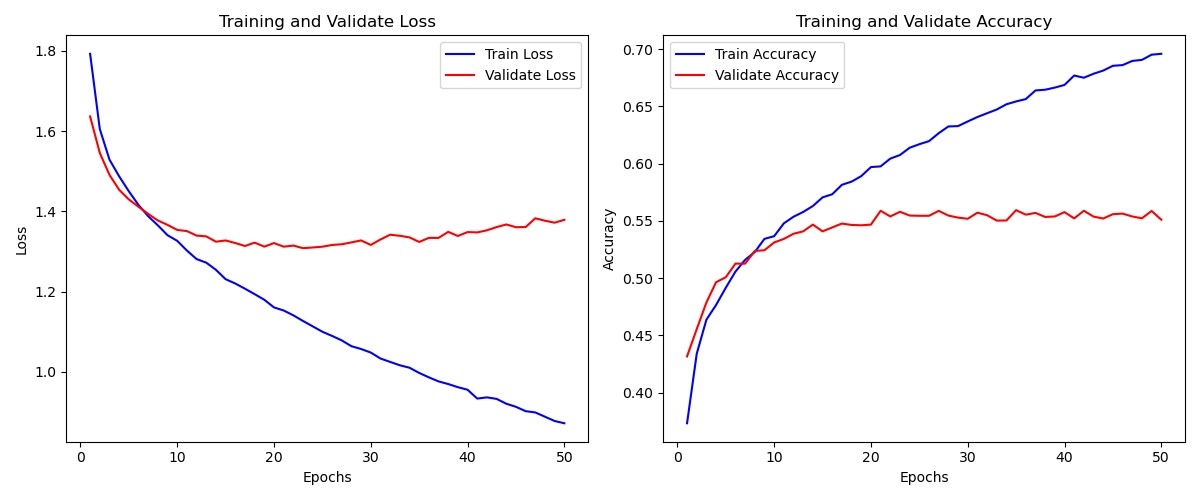 Training and Validate Loss
Train Loss
Validate Loss
Loss
1.8
1.6
1.4
1.2
1.0
0 10 20 30 40 50
Epochs
Training and Validate Accuracy
Train Accuracy
Validate Accuracy
Accuracy
0.70
0.65
0.60
0.55
0.50
0.45
0.40
0 10 20 30 40 50
Epochs